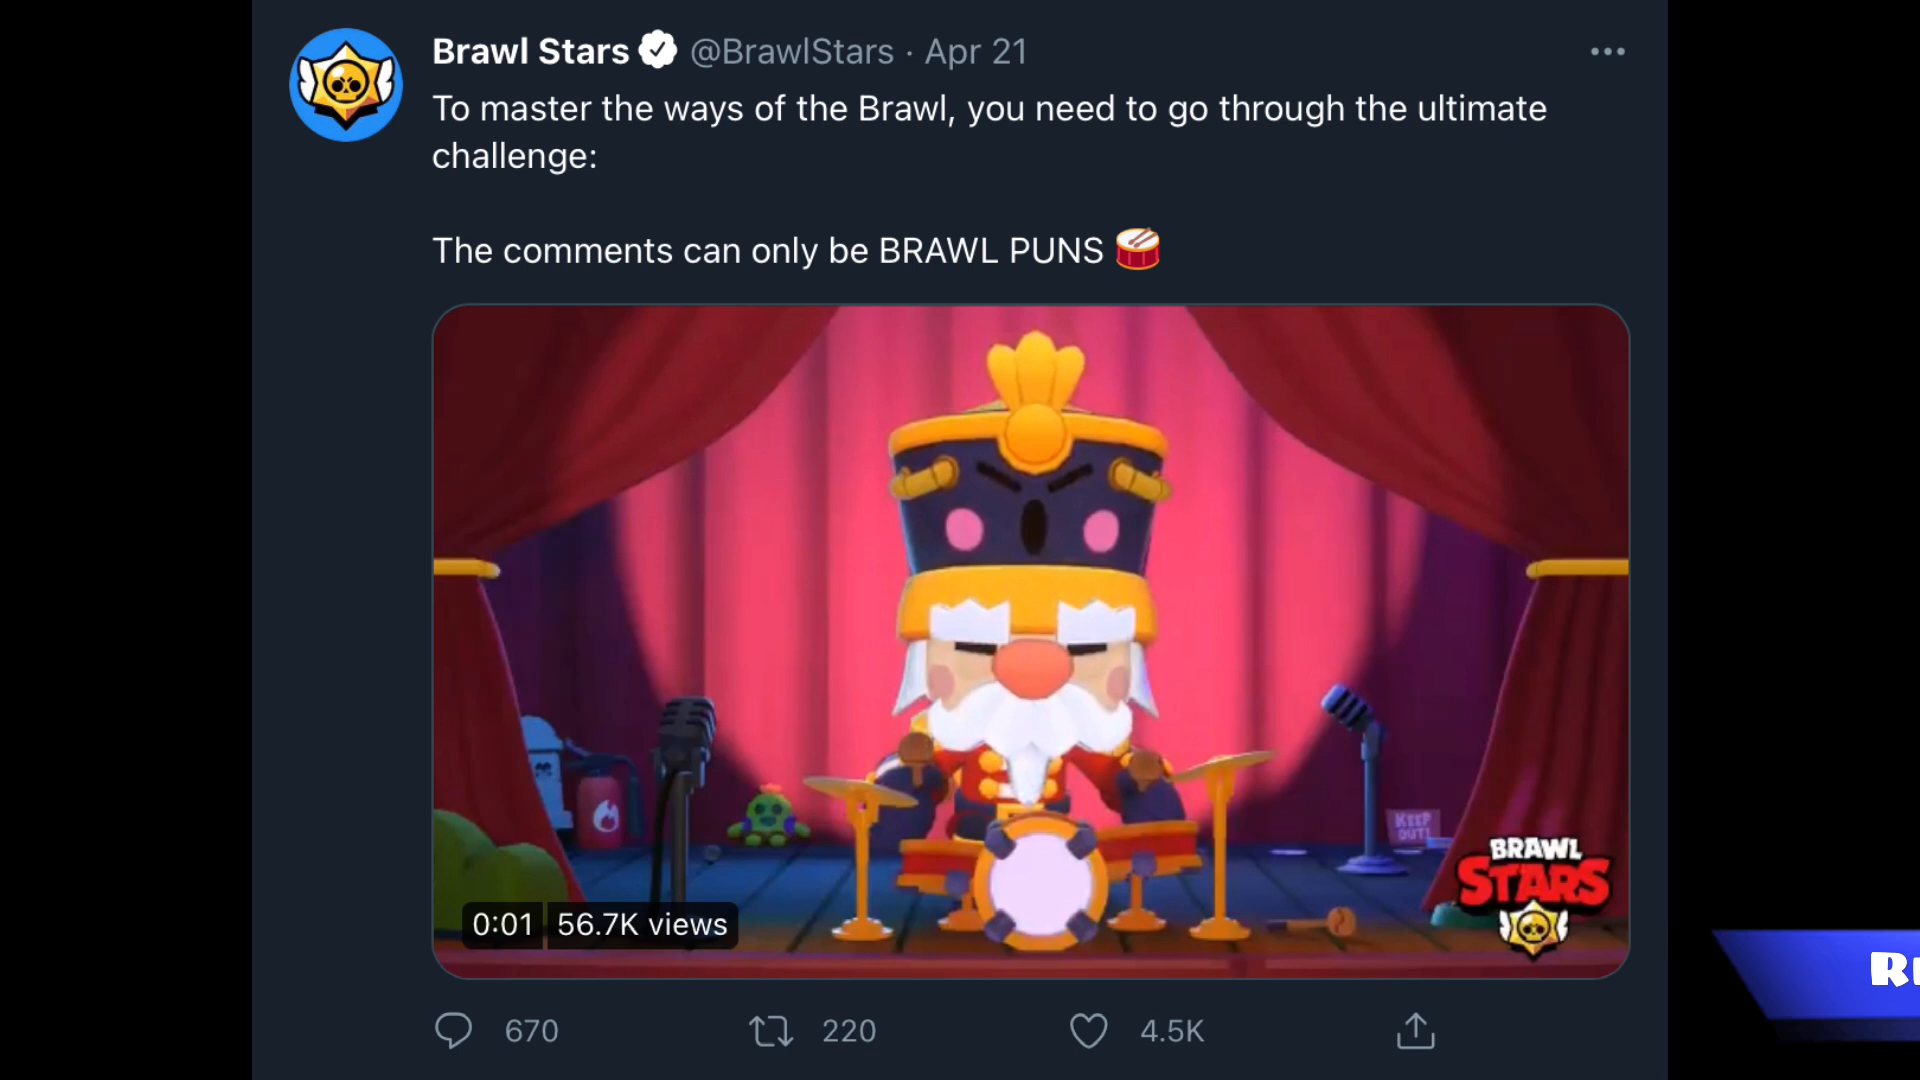 Brawl Stars @BrawlStars · Apr 21
To master the ways of the Brawl, you need to go through the ultimate
challenge:
The comments can only be BRAWL PUNS 🥁
KEEP
OUT!
BRAWL
STARS
0:01 56.7K views
670 220 4.5K